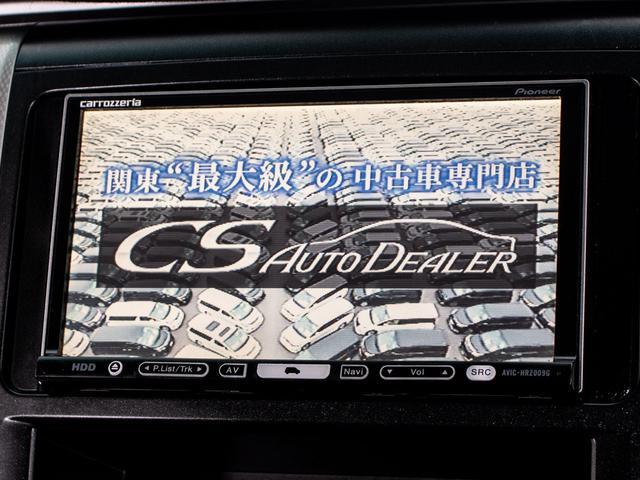 carrozzeria
Pioneer
関東“最大級”の中古車専門店
CS AUTO DEALER
HDD
P.List/Trk
AV
Navi
Vol
SRC
AVIC-HRZ009G